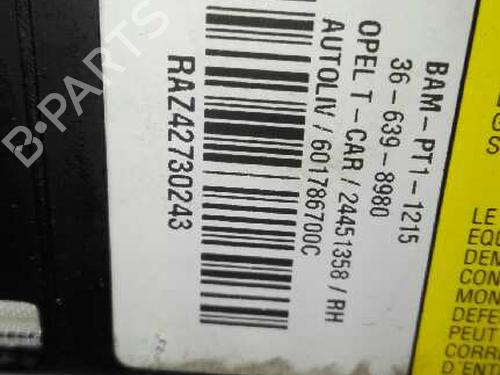 BAM-PT1-1215
36-639-8980
OPEL T-CAR/24451358/RH
AUTOLIV/601786700C
RAZ42730243
LE
EQU
DEM
CON
MON
DEFE
PEUT
CORRE
D'ENT
B-PARTS